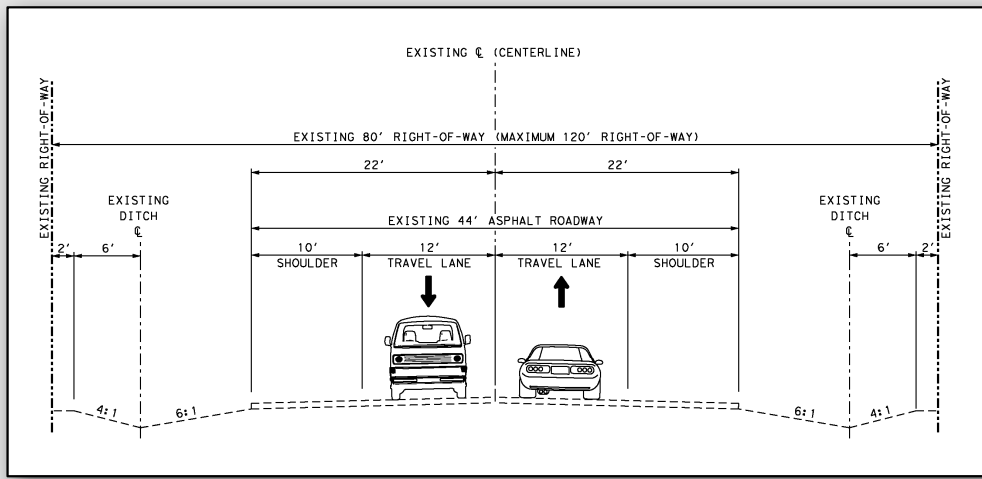 EXISTING ℄ (CENTERLINE)
EXISTING RIGHT-OF-WAY
EXISTING RIGHT-OF-WAY
EXISTING 80' RIGHT-OF-WAY (MAXIMUM 120' RIGHT-OF-WAY)
22' 22'
EXISTING
DITCH
℄
EXISTING
DITCH
℄
EXISTING 44' ASPHALT ROADWAY
2' 6' 10' 12' 12' 10' 6' 2'
SHOULDER TRAVEL LANE TRAVEL LANE SHOULDER
4:1 6:1 6:1 4:1